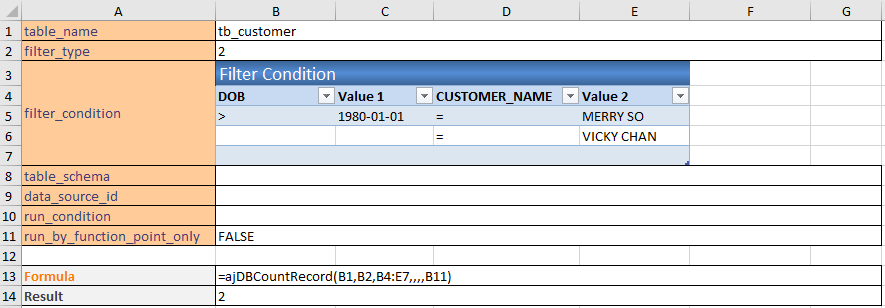 A B C D E F G
1 table_name tb_customer
2 filter_type 2
3 Filter Condition
4 DOB Value 1 CUSTOMER_NAME Value 2
filter_condition
5 > 1980-01-01 = MERRY SO
6 = VICKY CHAN
7
8 table_schema
9 data_source_id
10 run_condition
11 run_by_function_point_only FALSE
12
13 Formula =ajDBCountRecord(B1,B2,B4:E7,,,,B11)
14 Result 2